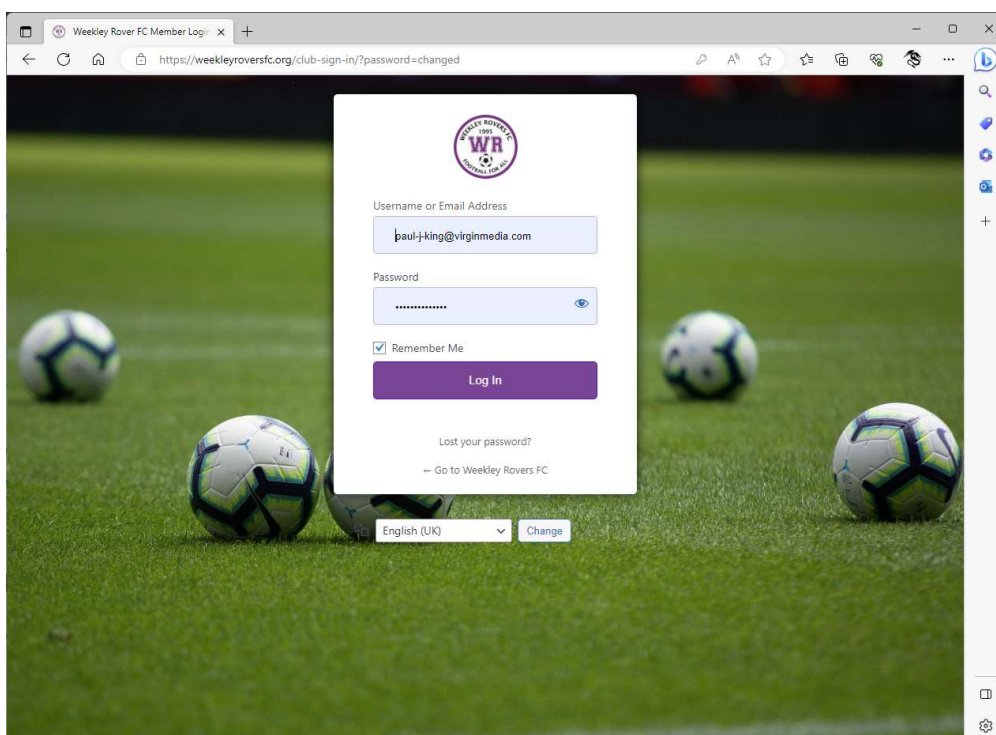 Weekley Rover FC Member Login
https://weekleyroversfc.org/club-sign-in/?password=changed
WEEKLEY ROVERS FC
1995
WR
FOOTBALL FOR ALL
Username or Email Address
paul-j-king@virginmedia.com
Password
••••••••••••••
Remember Me
Log In
Lost your password?
← Go to Weekley Rovers FC
English (UK)
Change